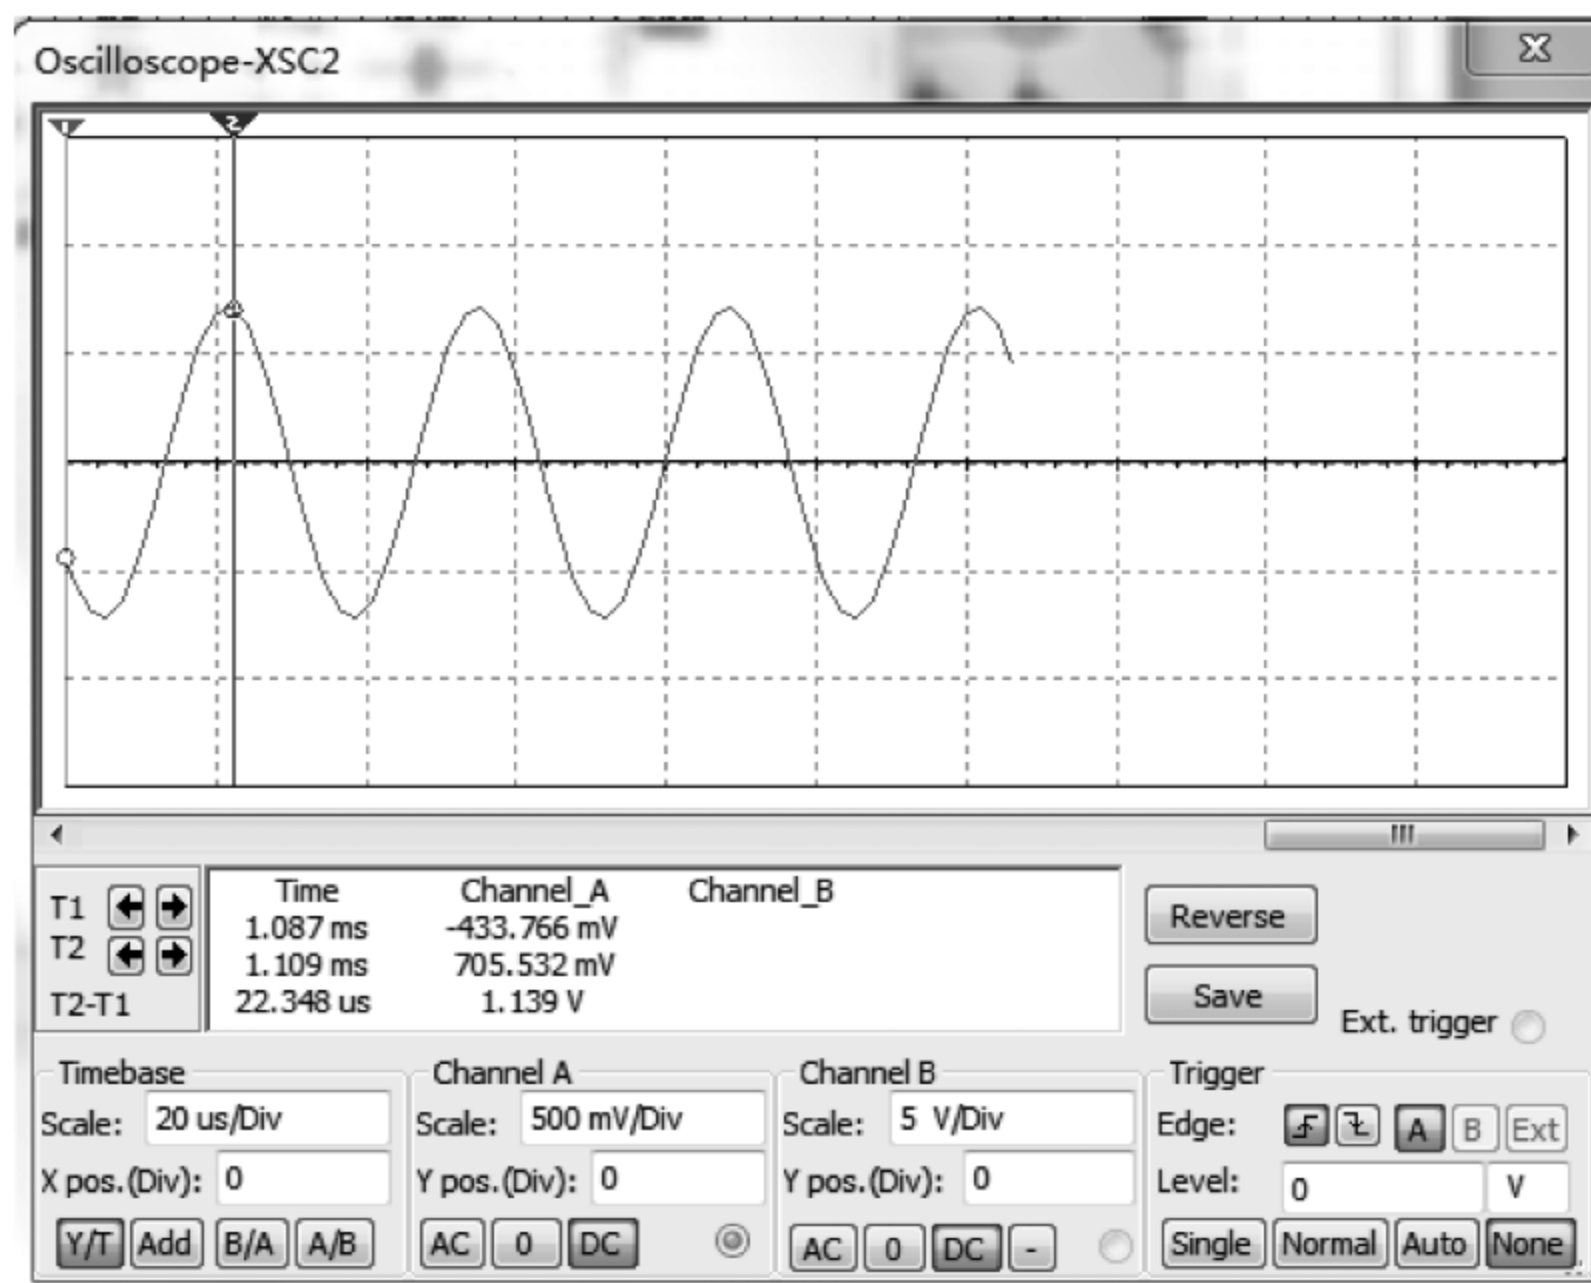 Oscilloscope-XSC2
1 2
Time Channel_A Channel_B
T1 1.087 ms -433.766 mV
T2 1.109 ms 705.532 mV
T2-T1 22.348 us 1.139 V
Reverse
Save
Ext. trigger
Timebase Channel A Channel B Trigger
Scale: 20 us/Div Scale: 500 mV/Div Scale: 5 V/Div Edge: A B Ext
X pos.(Div): 0 Y pos.(Div): 0 Y pos.(Div): 0 Level: 0 V
Y/T Add B/A A/B AC 0 DC AC 0 DC - Single Normal Auto None